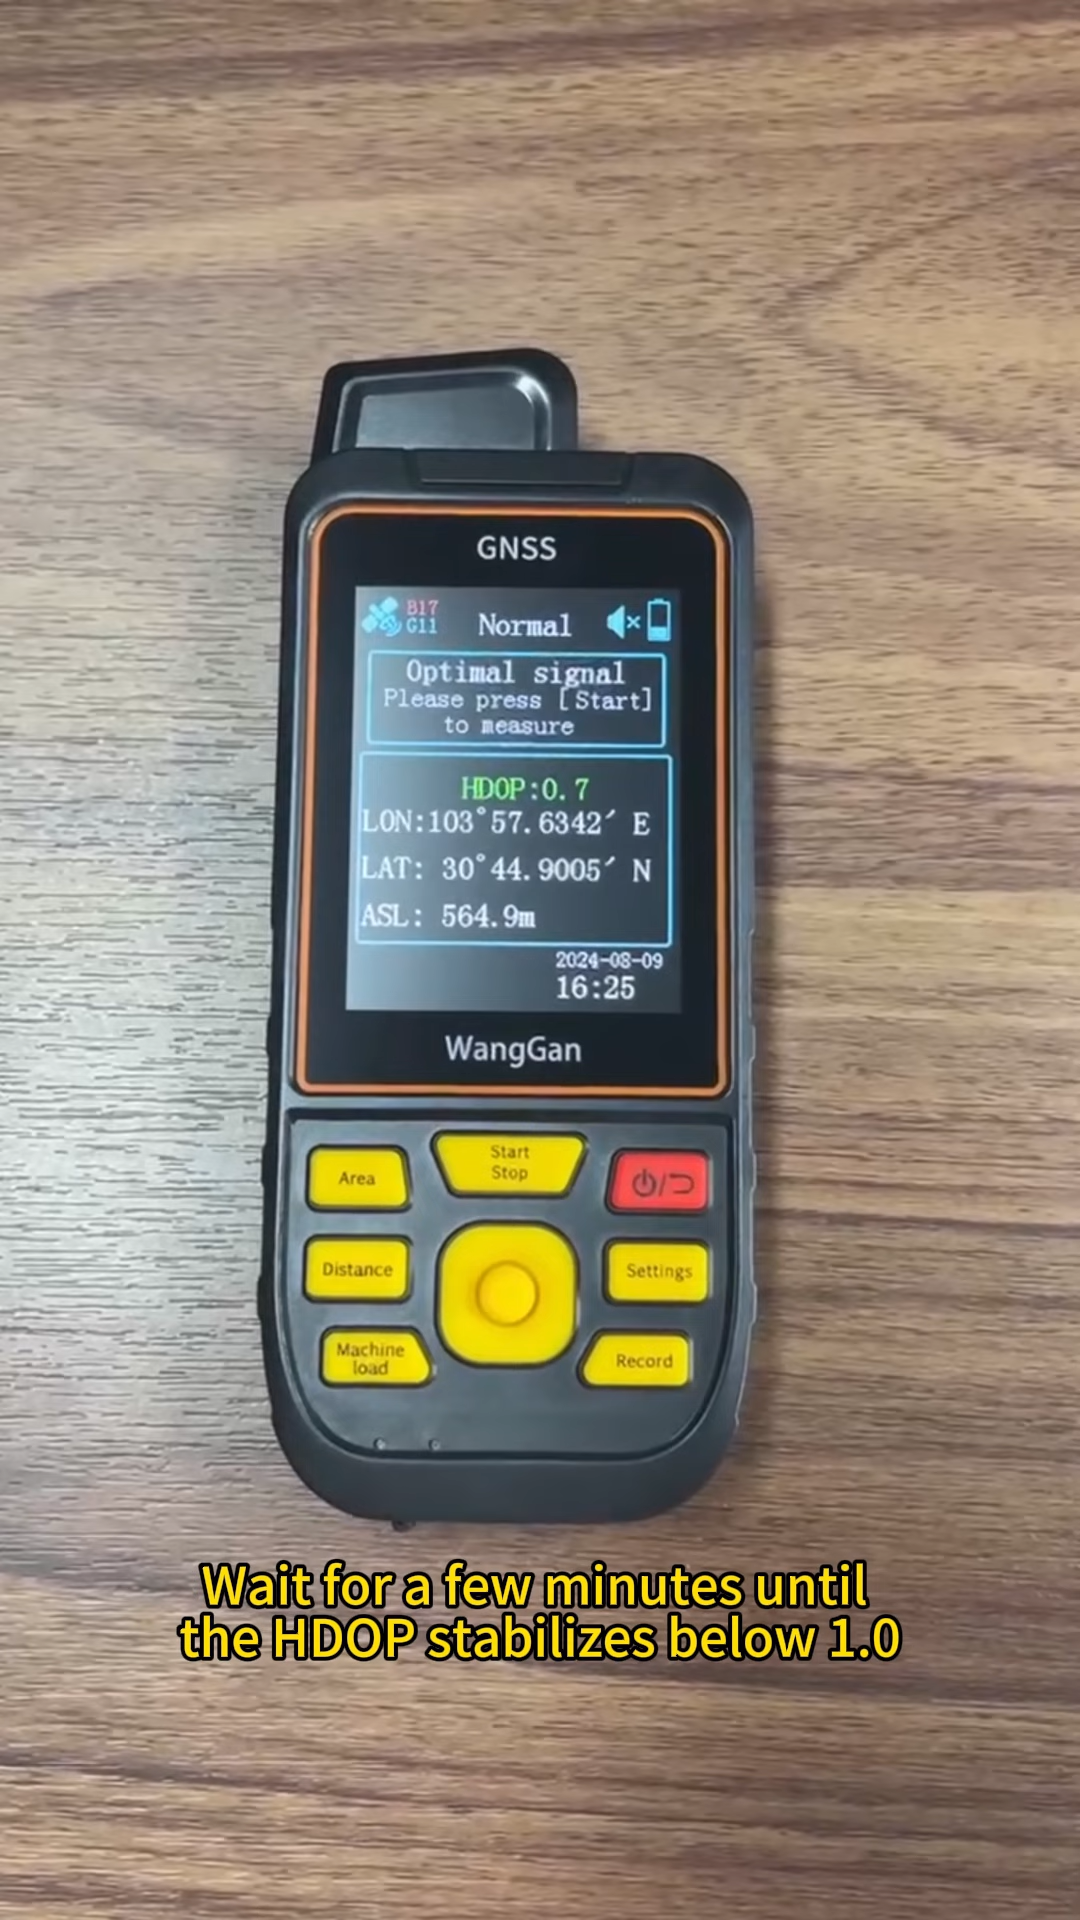 GNSS
B17
G11
Normal
Optimal signal
Please press [Start]
to measure
HDOP:0.7
LON:103°57.6342′ E
LAT: 30°44.9005′ N
ASL: 564.9m
2024-08-09
16:25
WangGan
Start
Stop
Area
Distance
Settings
Machine
load
Record
Wait for a few minutes until
the HDOP stabilizes below 1.0